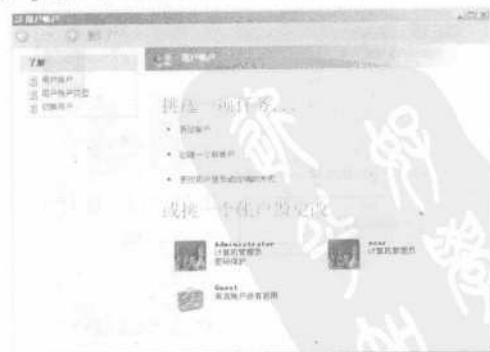 用户帐户
主页
了解
用户帐户
用户帐户
用户帐户类型
切换用户
挑选一项任务...
更改帐户
创建一个新帐户
更改用户登录或注销的方式
或挑一个帐户做更改
Administrator
计算机管理员
密码保护
user
计算机管理员
Guest
来宾帐户没有启用